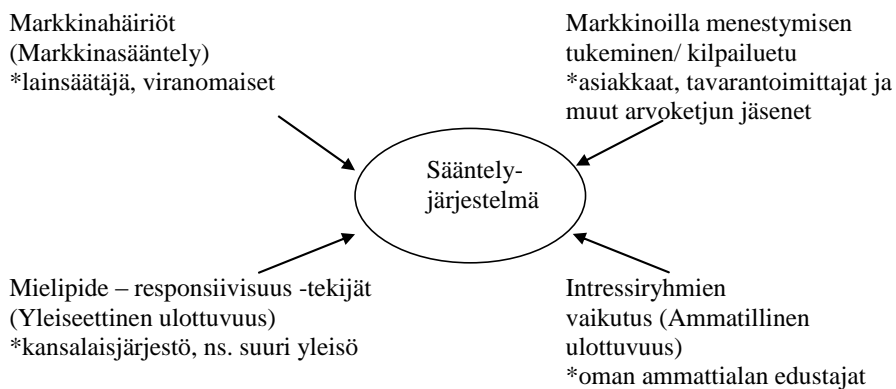 Markkinahäiriöt
(Markkinasääntely)
*lainsäätäjä, viranomaiset
Markkinoilla menestymisen
tukeminen/ kilpailuetu
*asiakkaat, tavarantoimittajat ja
muut arvoketjun jäsenet
Sääntely-
järjestelmä
Mielipide – responsiivisuus -tekijät
(Yleiseettinen ulottuvuus)
*kansalaisjärjestö, ns. suuri yleisö
Intressiryhmien
vaikutus (Ammatillinen
ulottuvuus)
*oman ammattialan edustajat